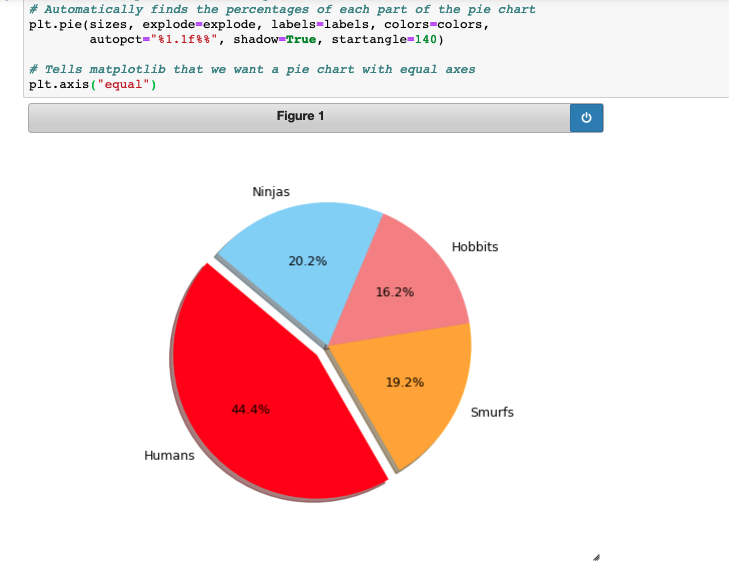 # Automatically finds the percentages of each part of the pie chart
plt.pie(sizes, explode=explode, labels=labels, colors=colors,
        autopct="%1.1f%%", shadow=True, startangle=140)
# Tells matplotlib that we want a pie chart with equal axes
plt.axis("equal")
Figure 1
Ninjas
Hobbits
20.2%
16.2%
19.2%
44.4%
Smurfs
Humans